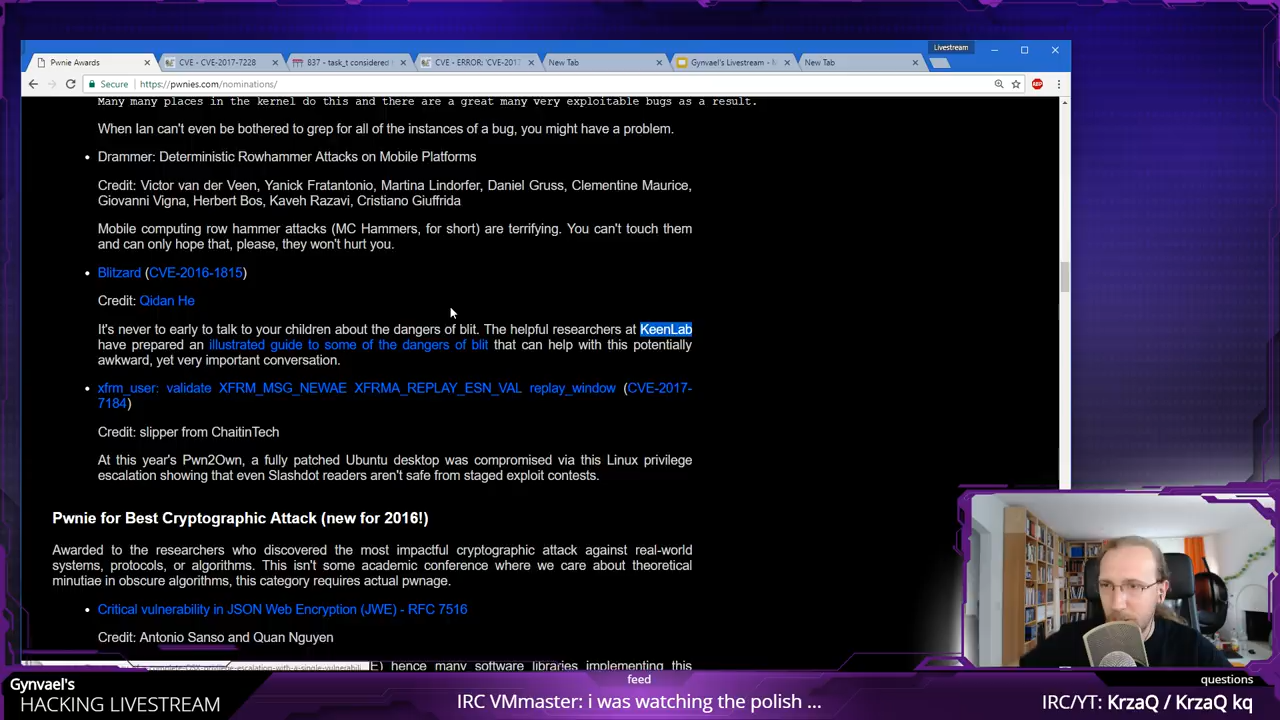 Livestream
Pwnie Awards
CVE - CVE-2017-7228
837 - task_t considered
CVE - ERROR: "CVE-2017
New Tab
Gynvael's Livestream -
New Tab
Secure
https://pwnies.com/nominations/
Many many places in the kernel do this and there are a great many very exploitable bugs as a result.
When Ian can't even be bothered to grep for all of the instances of a bug, you might have a problem.
• Drammer: Deterministic Rowhammer Attacks on Mobile Platforms
Credit: Victor van der Veen, Yanick Fratantonio, Martina Lindorfer, Daniel Gruss, Clementine Maurice,
Giovanni Vigna, Herbert Bos, Kaveh Razavi, Cristiano Giuffrida
Mobile computing row hammer attacks (MC Hammers, for short) are terrifying. You can't touch them
and can only hope that, please, they won't hurt you.
• Blitzard (CVE-2016-1815)
Credit: Qidan He
It's never to early to talk to your children about the dangers of blit. The helpful researchers at KeenLab
have prepared an illustrated guide to some of the dangers of blit that can help with this potentially
awkward, yet very important conversation.
• xfrm_user: validate XFRM_MSG_NEWAE XFRMA_REPLAY_ESN_VAL replay_window (CVE-2017-
7184)
Credit: slipper from ChaitinTech
At this year's Pwn2Own, a fully patched Ubuntu desktop was compromised via this Linux privilege
escalation showing that even Slashdot readers aren't safe from staged exploit contests.
Pwnie for Best Cryptographic Attack (new for 2016!)
Awarded to the researchers who discovered the most impactful cryptographic attack against real-world
systems, protocols, or algorithms. This isn't some academic conference where we care about theoretical
minutiae in obscure algorithms, this category requires actual pwnage.
• Critical vulnerability in JSON Web Encryption (JWE) - RFC 7516
Credit: Antonio Sanso and Quan Nguyen
E) hence many software libraries implementing this
Gynvael's
HACKING LIVESTREAM
feed
IRC VMmaster: i was watching the polish ...
questions
IRC/YT: KrzaQ / KrzaQ kq